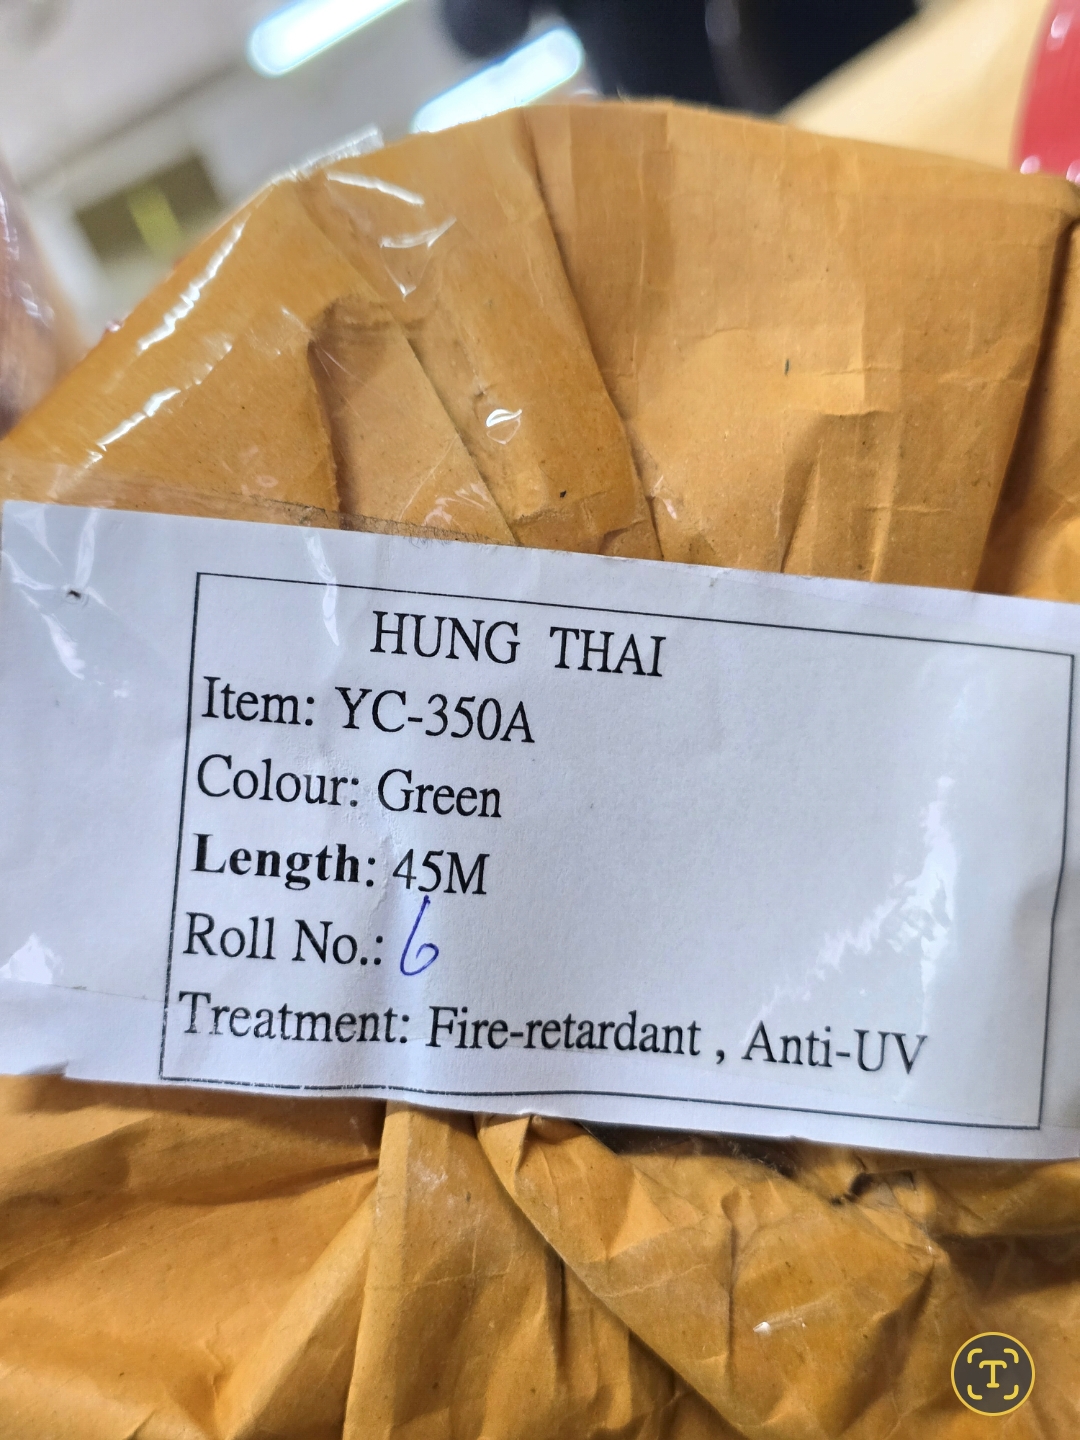 HUNG THAI
Item: YC-350A
Colour: Green
Length: 45M
Roll No.: 6
Treatment: Fire-retardant , Anti-UV
T